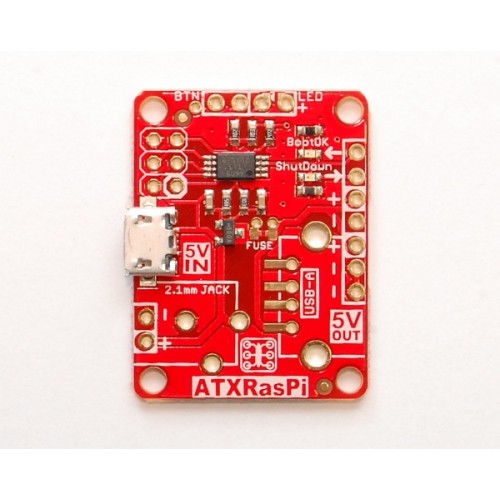 BTN
LED
+
BootOK
ShutDown
+
-
+
-
-
FUSE
5V
IN
USB-A
2.1mm JACK
-
+
5V
OUT
ATXRasPi